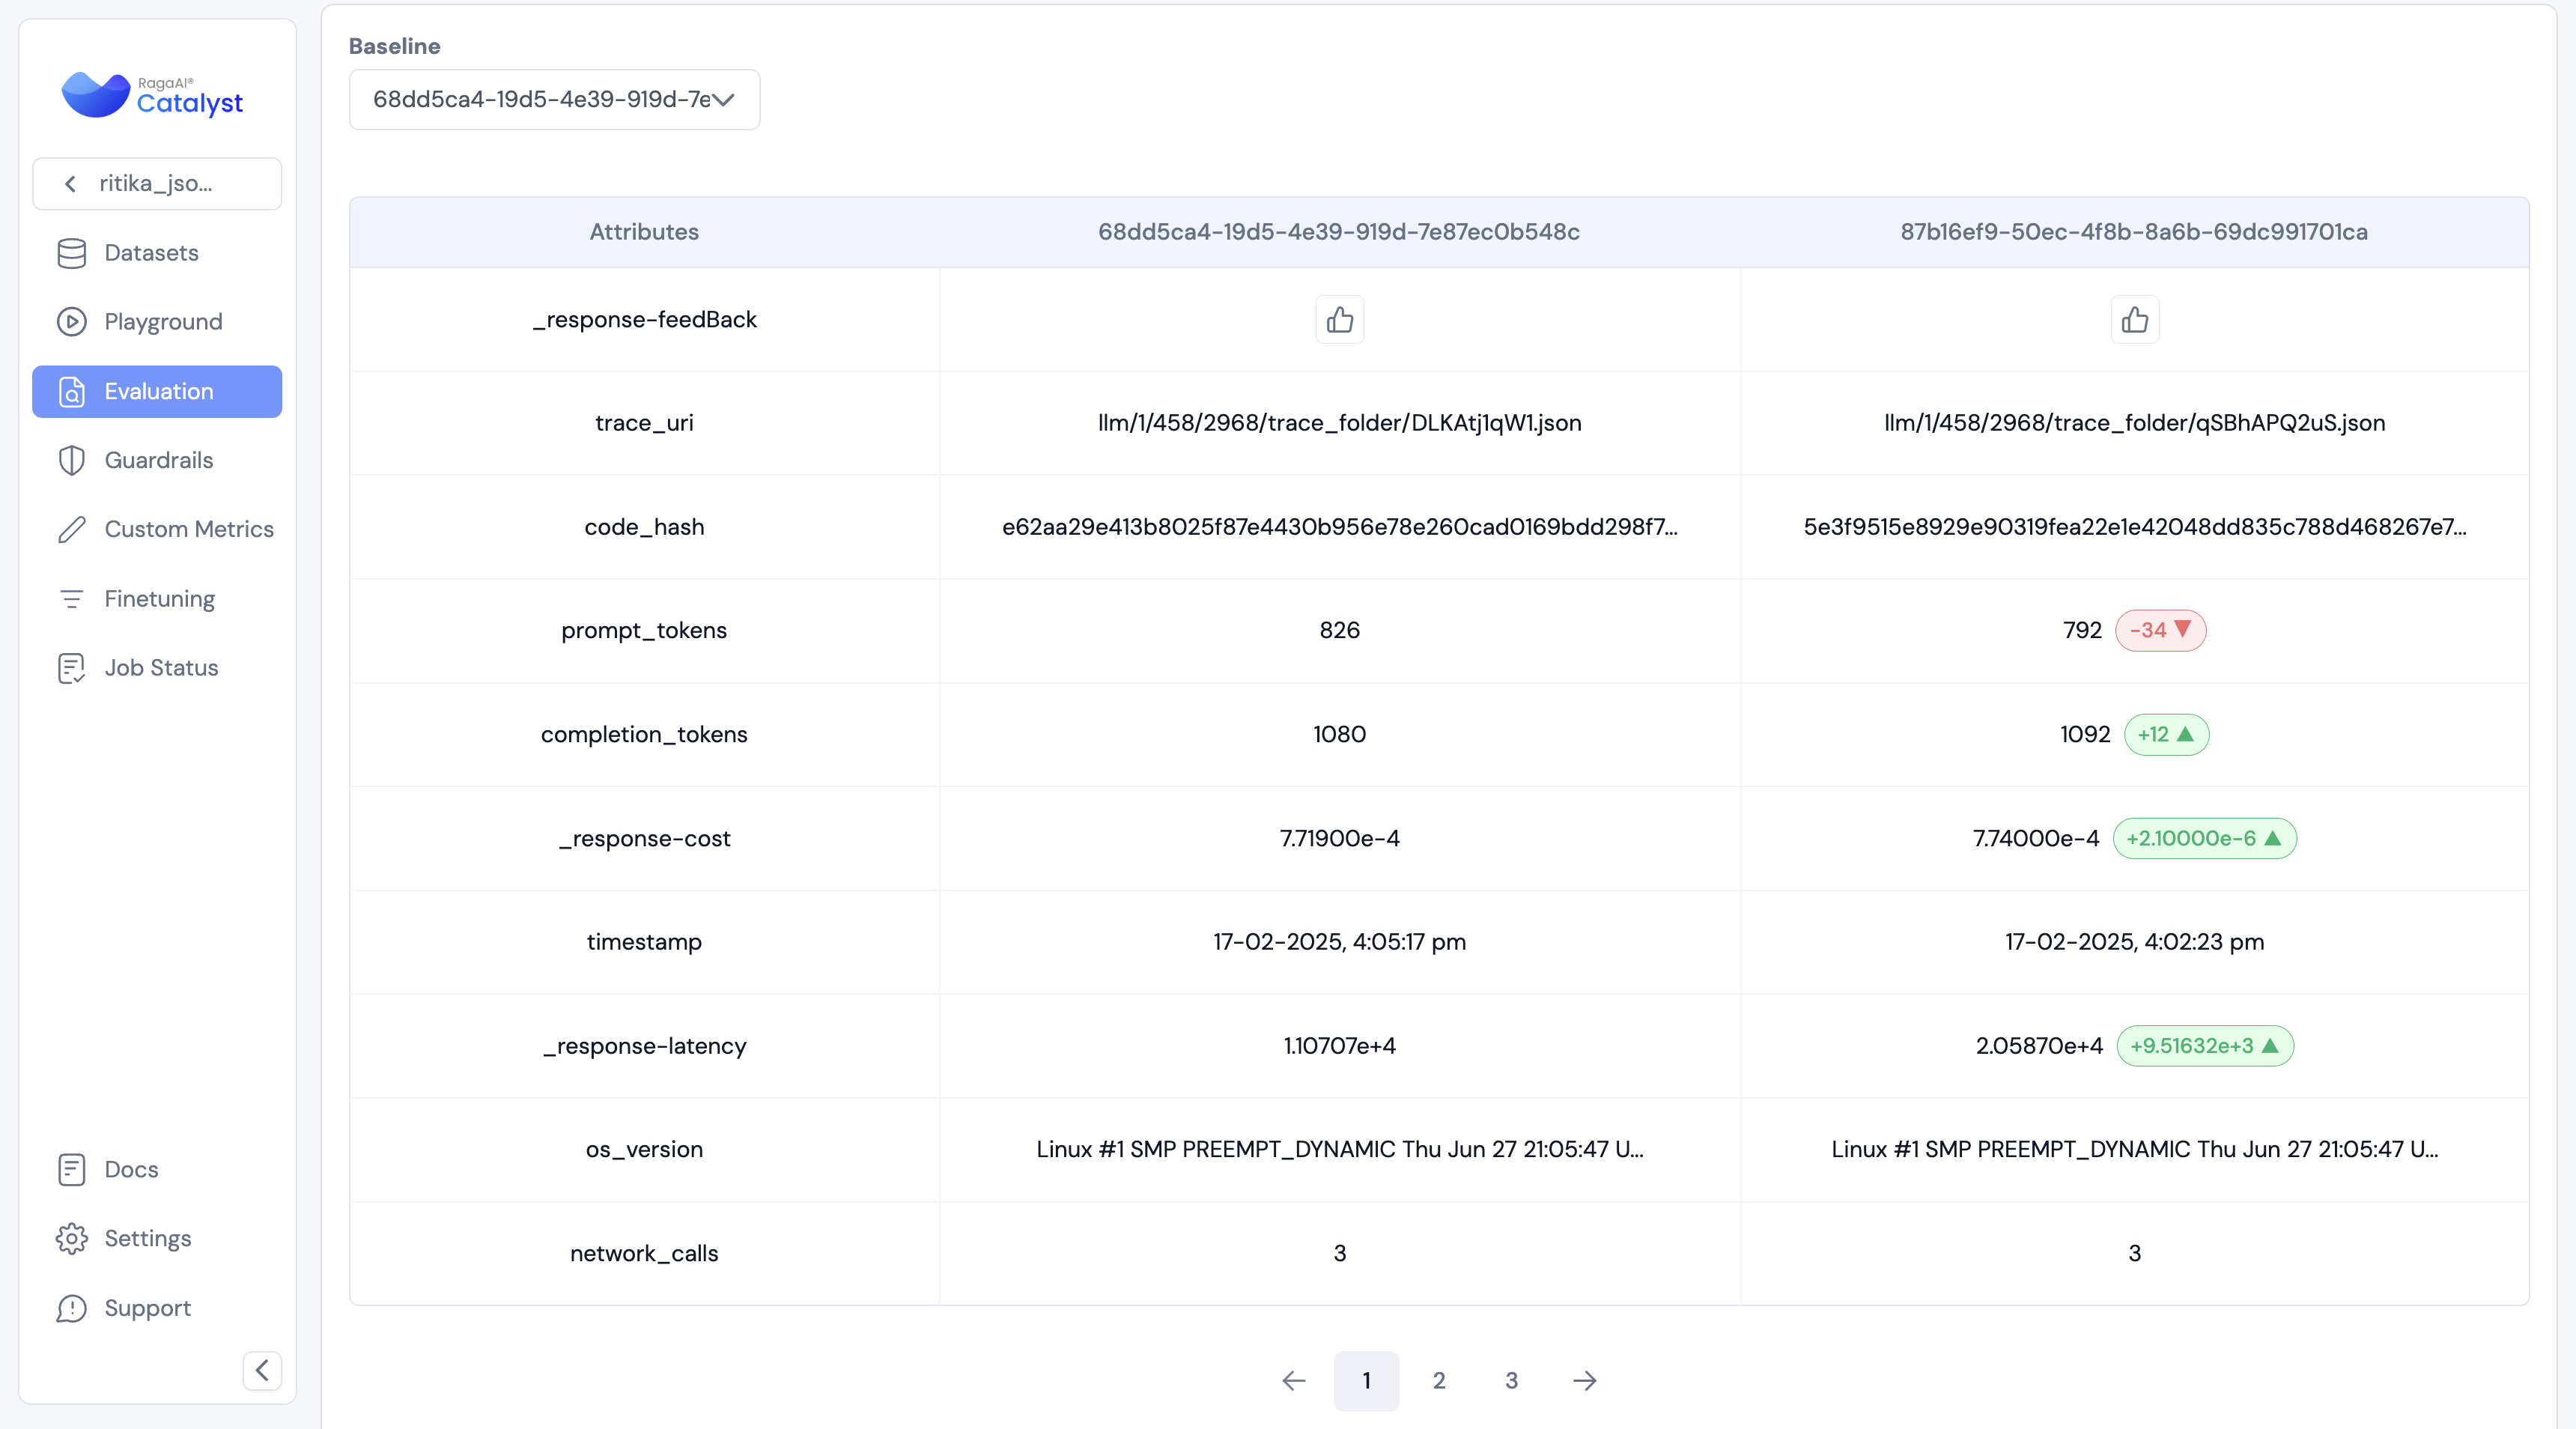 RagaAI®
Catalyst
ritika_jso...
Datasets
Playground
Evaluation
Guardrails
Custom Metrics
Finetuning
Job Status
Docs
Settings
Support
Baseline
68dd5ca4-19d5-4e39-919d-7e
Attributes 68dd5ca4-19d5-4e39-919d-7e87ec0b548c 87b16ef9-50ec-4f8b-8a6b-69dc991701ca
_response-feedBack
trace_uri llm/1/458/2968/trace_folder/DLKAtj1qW1.json llm/1/458/2968/trace_folder/qSBhAPQ2uS.json
code_hash e62aa29e413b8025f87e4430b956e78e260cad0169bdd298f7... 5e3f9515e8929e90319fea22e1e42048dd835c788d468267e7...
prompt_tokens 826 792 -34 ▼
completion_tokens 1080 1092 +12 ▲
_response-cost 7.71900e-4 7.74000e-4 +2.10000e-6 ▲
timestamp 17-02-2025, 4:05:17 pm 17-02-2025, 4:02:23 pm
_response-latency 1.10707e+4 2.05870e+4 +9.51632e+3 ▲
os_version Linux #1 SMP PREEMPT_DYNAMIC Thu Jun 27 21:05:47 U... Linux #1 SMP PREEMPT_DYNAMIC Thu Jun 27 21:05:47 U...
network_calls 3 3
← 1 2 3 →